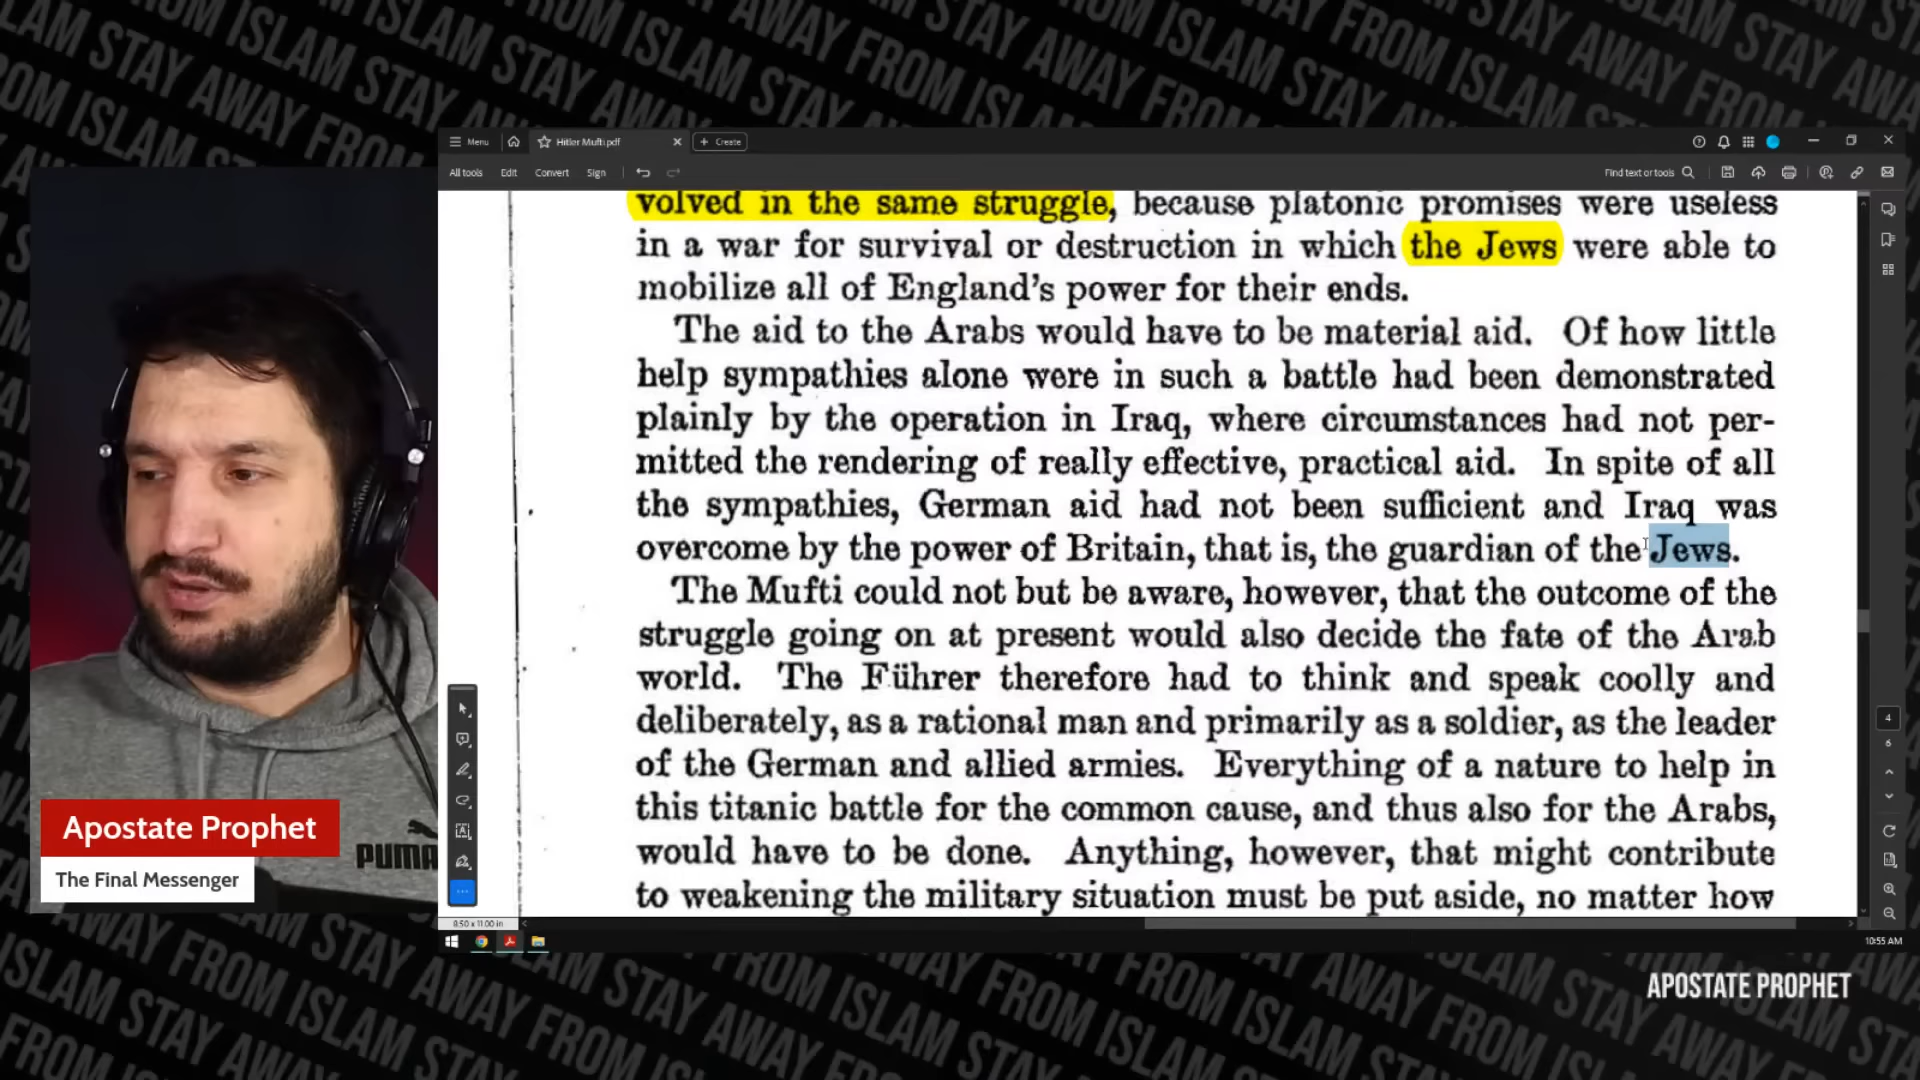 Menu
Hitler Mufti.pdf
Create
All tools
Edit
Convert
Sign
Find text or tools
volved in the same struggle, because platonic promises were useless
in a war for survival or destruction in which the Jews were able to
mobilize all of England's power for their ends.
The aid to the Arabs would have to be material aid. Of how little
help sympathies alone were in such a battle had been demonstrated
plainly by the operation in Iraq, where circumstances had not per-
mitted the rendering of really effective, practical aid. In spite of all
the sympathies, German aid had not been sufficient and Iraq was
overcome by the power of Britain, that is, the guardian of the Jews.
The Mufti could not but be aware, however, that the outcome of the
struggle going on at present would also decide the fate of the Arab
world. The Führer therefore had to think and speak coolly and
deliberately, as a rational man and primarily as a soldier, as the leader
of the German and allied armies. Everything of a nature to help in
this titanic battle for the common cause, and thus also for the Arabs,
would have to be done. Anything, however, that might contribute
to weakening the military situation must be put aside, no matter how
4
6
8.50 x 11.00 in
10:55 AM
Apostate Prophet
The Final Messenger
PUMA
APOSTATE PROPHET
STAY AWAY FROM ISLAM